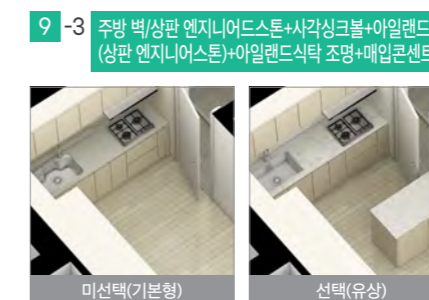 9 -3 주방 벽/상판 엔지니어드스톤+사각싱크볼+아일랜드
(상판 엔지니어스톤)+아일랜드식탁 조명+매입콘센트
미선택(기본형)
선택(유상)